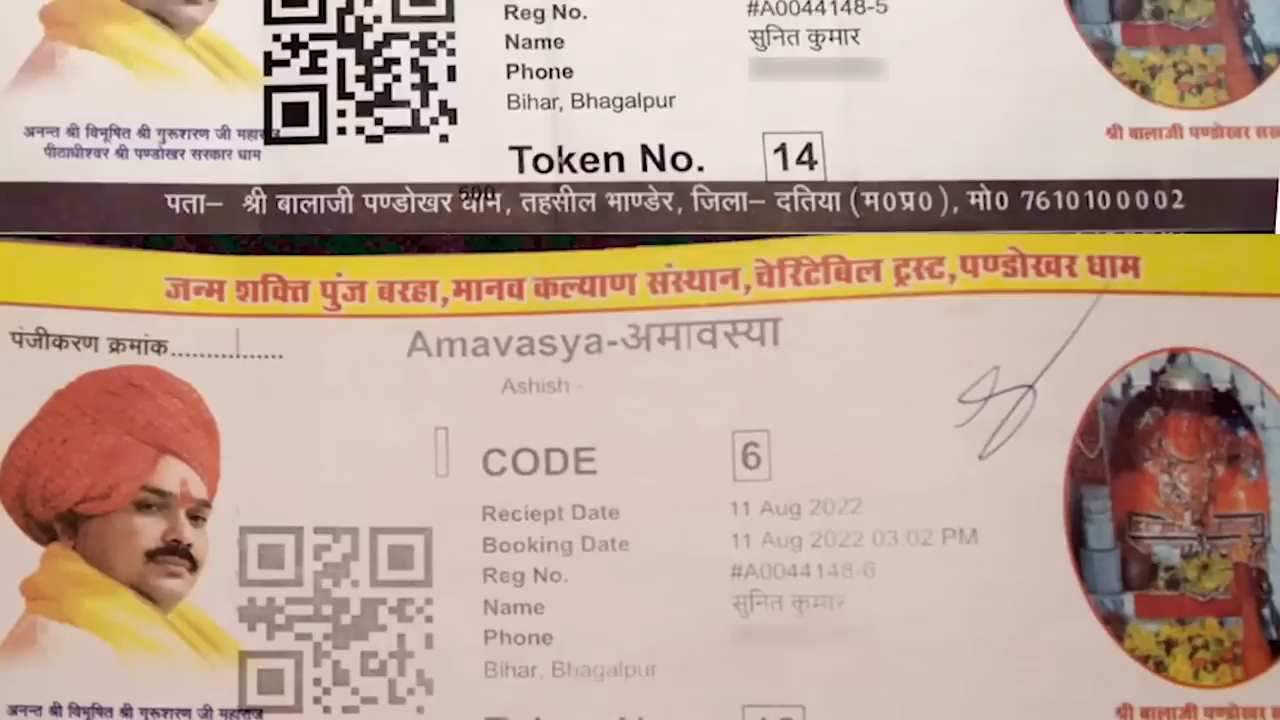 Reg No. #A0044148-5
Name सुनित कुमार
Phone
Bihar, Bhagalpur
अनन्त श्री विभूषित श्री गुरूशरण जी
पीठाधीश्वर श्री पण्डोखर सरकार धाम
श्री बालाजी पण्डोखर
Token No. 14
500
पता– श्री बालाजी पण्डोखर धाम, तहसील भाण्डेर, जिला– दतिया (म0प्र0), मो0 7610100002
जन्म शक्ति पुंज बरहा,मानव कल्याण संस्थान,चेरिटेबिल ट्रस्ट,पण्डोखर धाम
पंजीकरण क्रमांक................
Amavasya-अमावस्या
Ashish -
CODE 6
Reciept Date 11 Aug 2022
Booking Date 11 Aug 2022 03.02 PM
Reg No. #A0044148-6
Name सुनित कुमार
Phone
Bihar, Bhagalpur
अनन्त श्री विभूषित श्री गुरूशरण जी महाराज
श्री बालाजी पण्डोखर